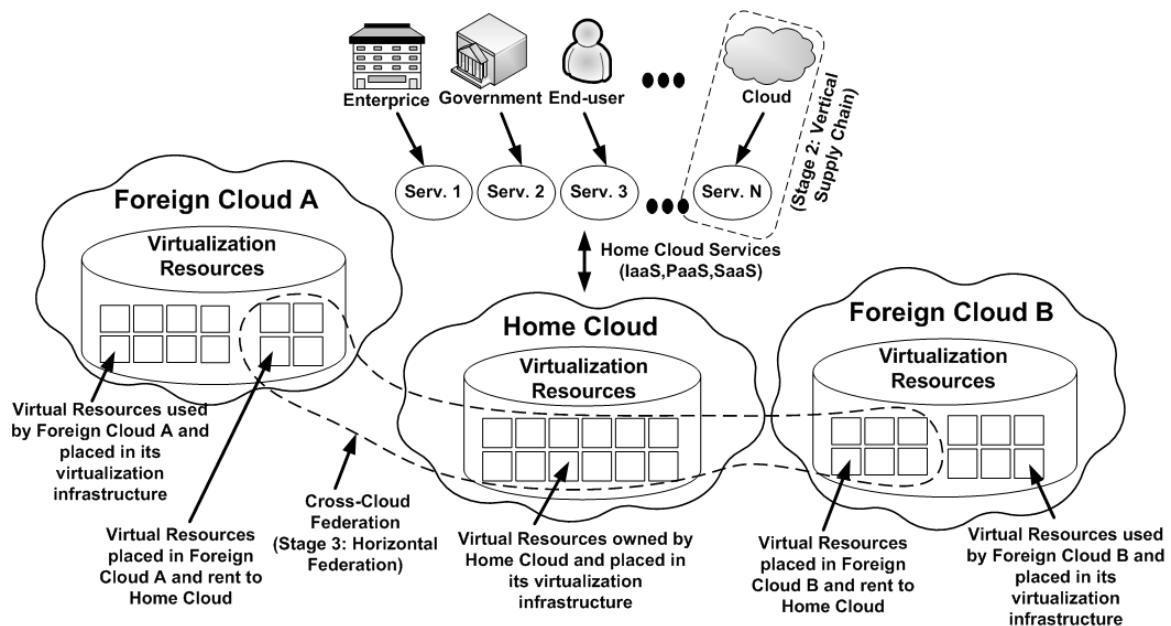 Enterprice
Government
End-user
Cloud
(Stage 2: Vertical
Supply Chain)
Serv. 1
Serv. 2
Serv. 3
Serv. N
Home Cloud Services
(IaaS,PaaS,SaaS)
Foreign Cloud A
Virtualization
Resources
Home Cloud
Virtualization
Resources
Foreign Cloud B
Virtualization
Resources
Virtual Resources used
by Foreign Cloud A and
placed in its
virtualization
infrastructure
Virtual Resources
placed in Foreign
Cloud A and rent to
Home Cloud
Cross-Cloud
Federation
(Stage 3: Horizontal
Federation)
Virtual Resources owned by
Home Cloud and placed in
its virtualization
infrastructure
Virtual Resources
placed in Foreign
Cloud B and rent to
Home Cloud
Virtual Resources used
by Foreign Cloud B and
placed in its
virtualization
infrastructure